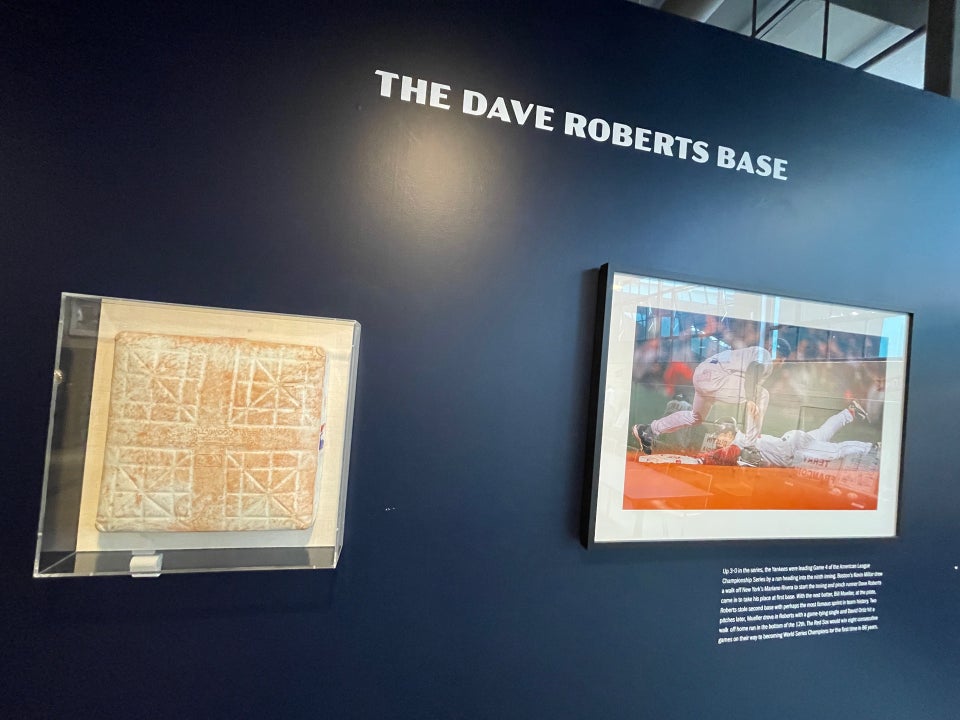 THE DAVE ROBERTS BASE
Up 3-0 in the series, the Yankees were leading Game 4 of the American League
Championship Series by a run heading into the ninth inning. Boston's Kevin Millar drew
a walk off New York's Mariano Rivera to start the inning and pinch runner Dave Roberts
came in to take his place at first base. With the next batter, Bill Mueller, at the plate,
Roberts stole second base with perhaps the most famous sprint in team history. Two
pitches later, Mueller drove in Roberts with a game-tying single and David Ortiz hit a
walk off home run in the bottom of the 12th. The Red Sox would win eight consecutive
games on their way to becoming World Series Champions for the first time in 86 years.